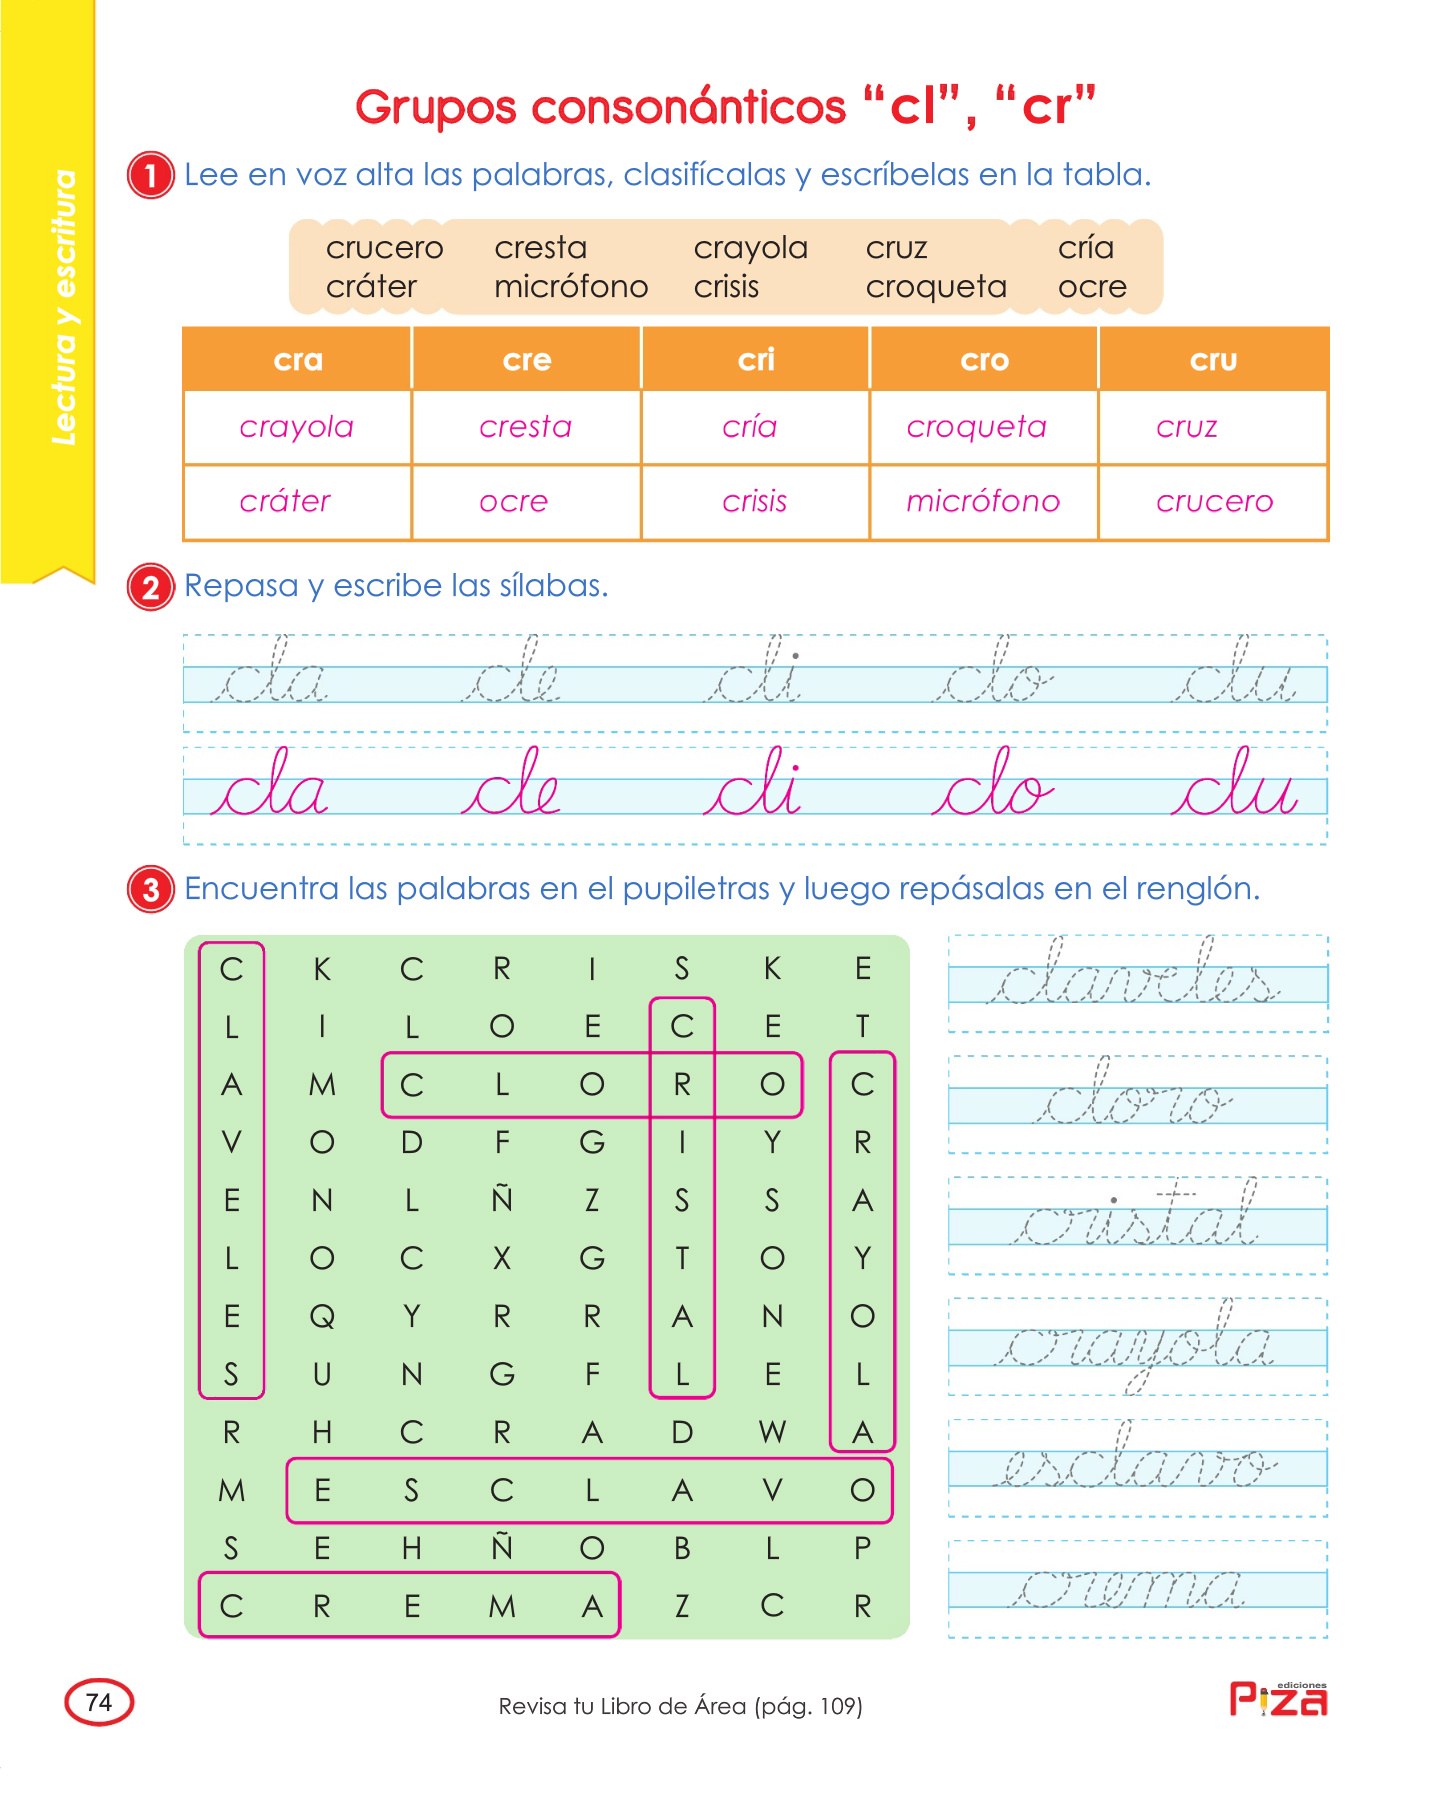 Lectura y escritura
Grupos consonánticos “cl”, “cr”
1 Lee en voz alta las palabras, clasifícalas y escríbelas en la tabla.
crucero cresta crayola cruz cría
cráter micrófono crisis croqueta ocre
cra cre cri cro cru
crayola cresta cría croqueta cruz
cráter ocre crisis micrófono crucero
2 Repasa y escribe las sílabas.
cla cle cli clo clu
cla cle cli clo clu
3 Encuentra las palabras en el pupiletras y luego repásalas en el renglón.
C K C R I S K E
L I L O E C E T
A M C L O R O C
V O D F G I Y R
E N L Ñ Z S S A
L O C X G T O Y
E Q Y R R A N O
S U N G F L E L
R H C R A D W A
M E S C L A V O
S E H Ñ O B L P
C R E M A Z C R
claveles
cloro
cristal
crayola
esclavo
crema
74
Revisa tu Libro de Área (pág. 109)
ediciones
Piza